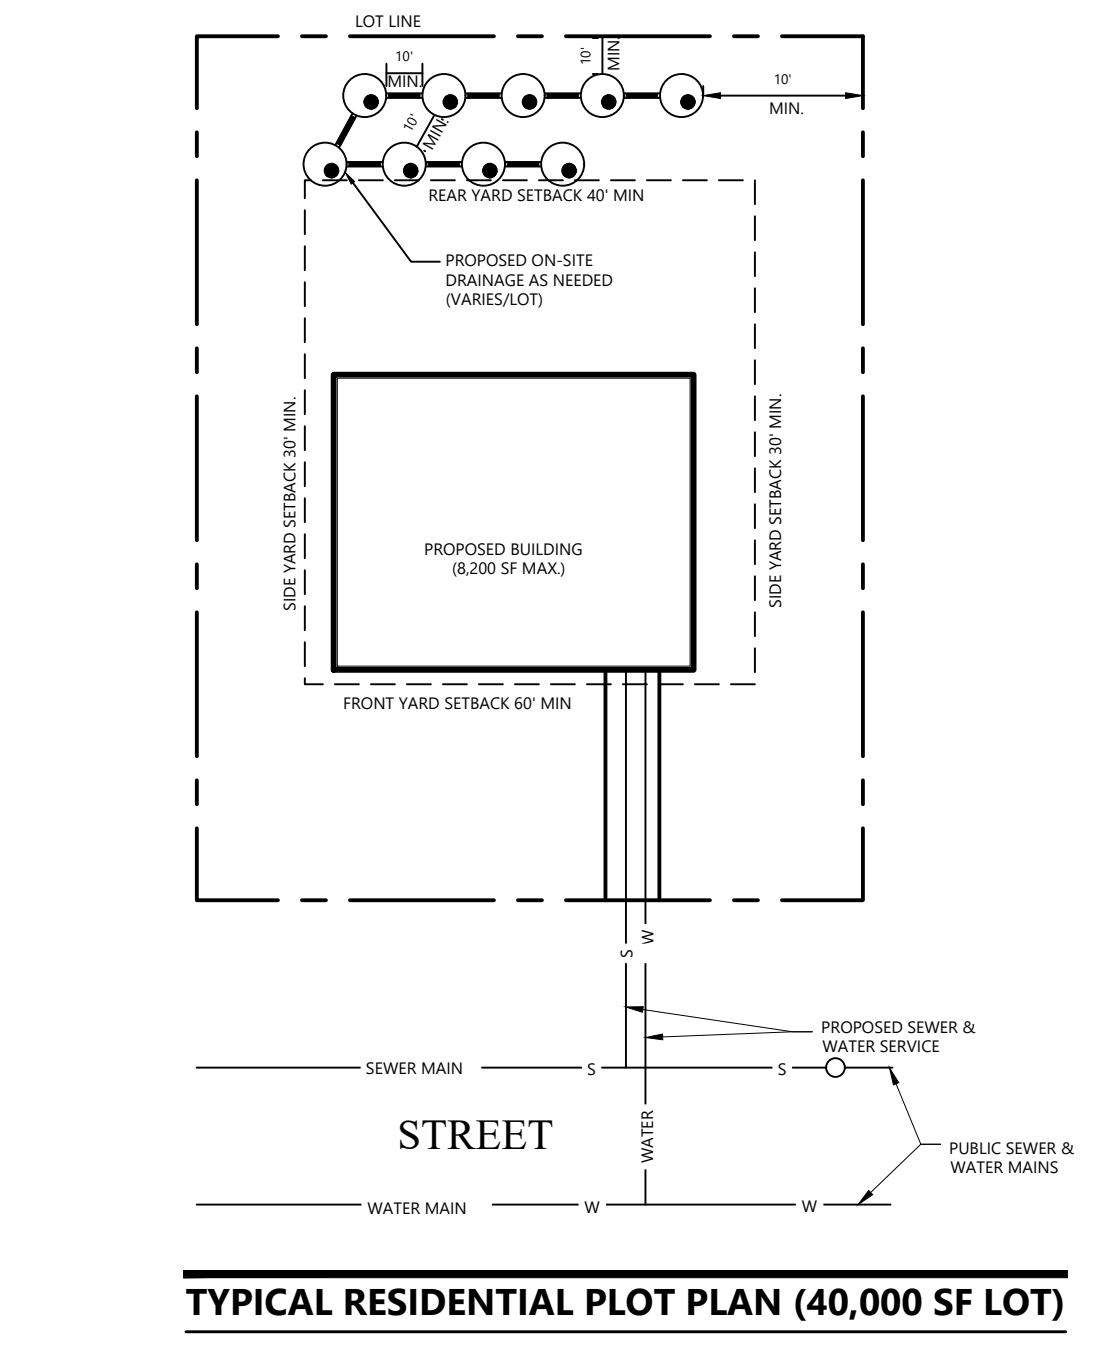 LOT LINE
10'
MIN.
10'
MIN.
10'
MIN.
10'
MIN.
REAR YARD SETBACK 40' MIN
PROPOSED ON-SITE
DRAINAGE AS NEEDED
(VARIES/LOT)
SIDE YARD SETBACK 30' MIN.
SIDE YARD SETBACK 30' MIN.
PROPOSED BUILDING
(8,200 SF MAX.)
FRONT YARD SETBACK 60' MIN
W
S
PROPOSED SEWER &
WATER SERVICE
SEWER MAIN
S
S
STREET
WATER
PUBLIC SEWER &
WATER MAINS
WATER MAIN
W
W
TYPICAL RESIDENTIAL PLOT PLAN (40,000 SF LOT)